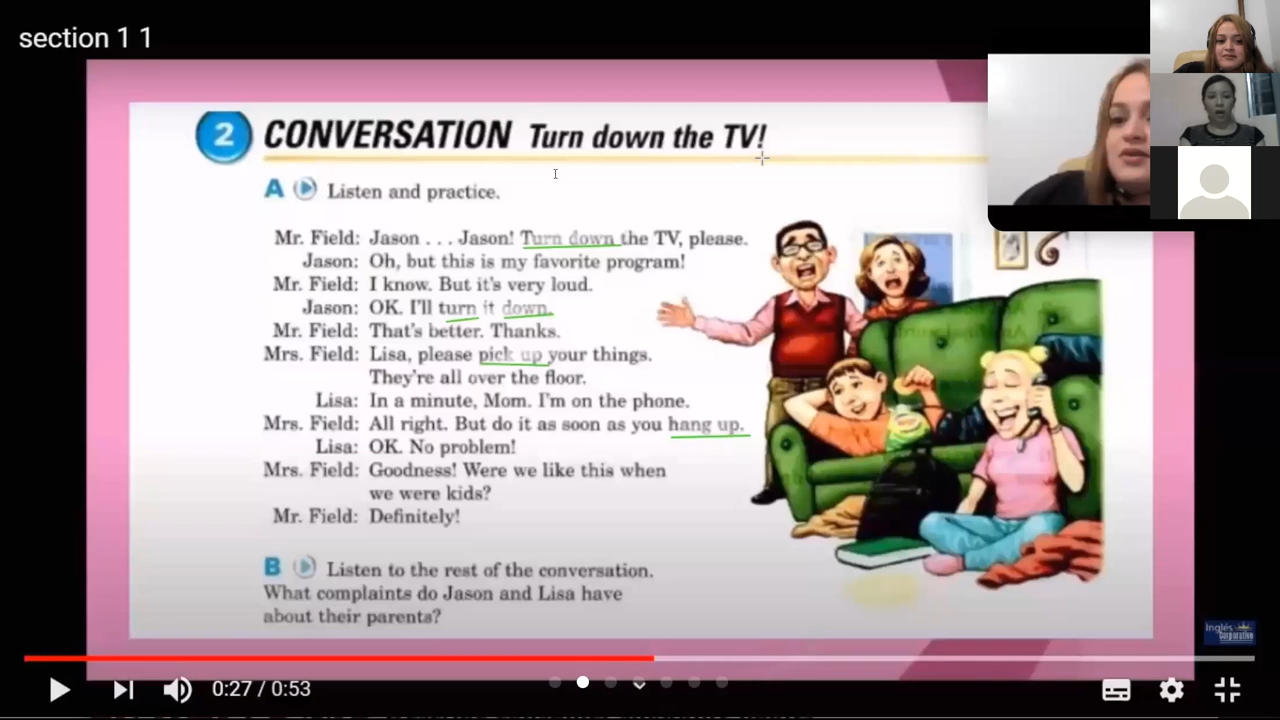 section 1 1
2 CONVERSATION Turn down the TV!
A Listen and practice.
Mr. Field: Jason . . . Jason! Turn down the TV, please.
Jason: Oh, but this is my favorite program!
Mr. Field: I know. But it's very loud.
Jason: OK. I'll turn it down.
Mr. Field: That's better. Thanks.
Mrs. Field: Lisa, please pick up your things.
They're all over the floor.
Lisa: In a minute, Mom. I'm on the phone.
Mrs. Field: All right. But do it as soon as you hang up.
Lisa: OK. No problem!
Mrs. Field: Goodness! Were we like this when
we were kids?
Mr. Field: Definitely!
B Listen to the rest of the conversation.
What complaints do Jason and Lisa have
about their parents?
Inglés
Corporativo
0:27 / 0:53